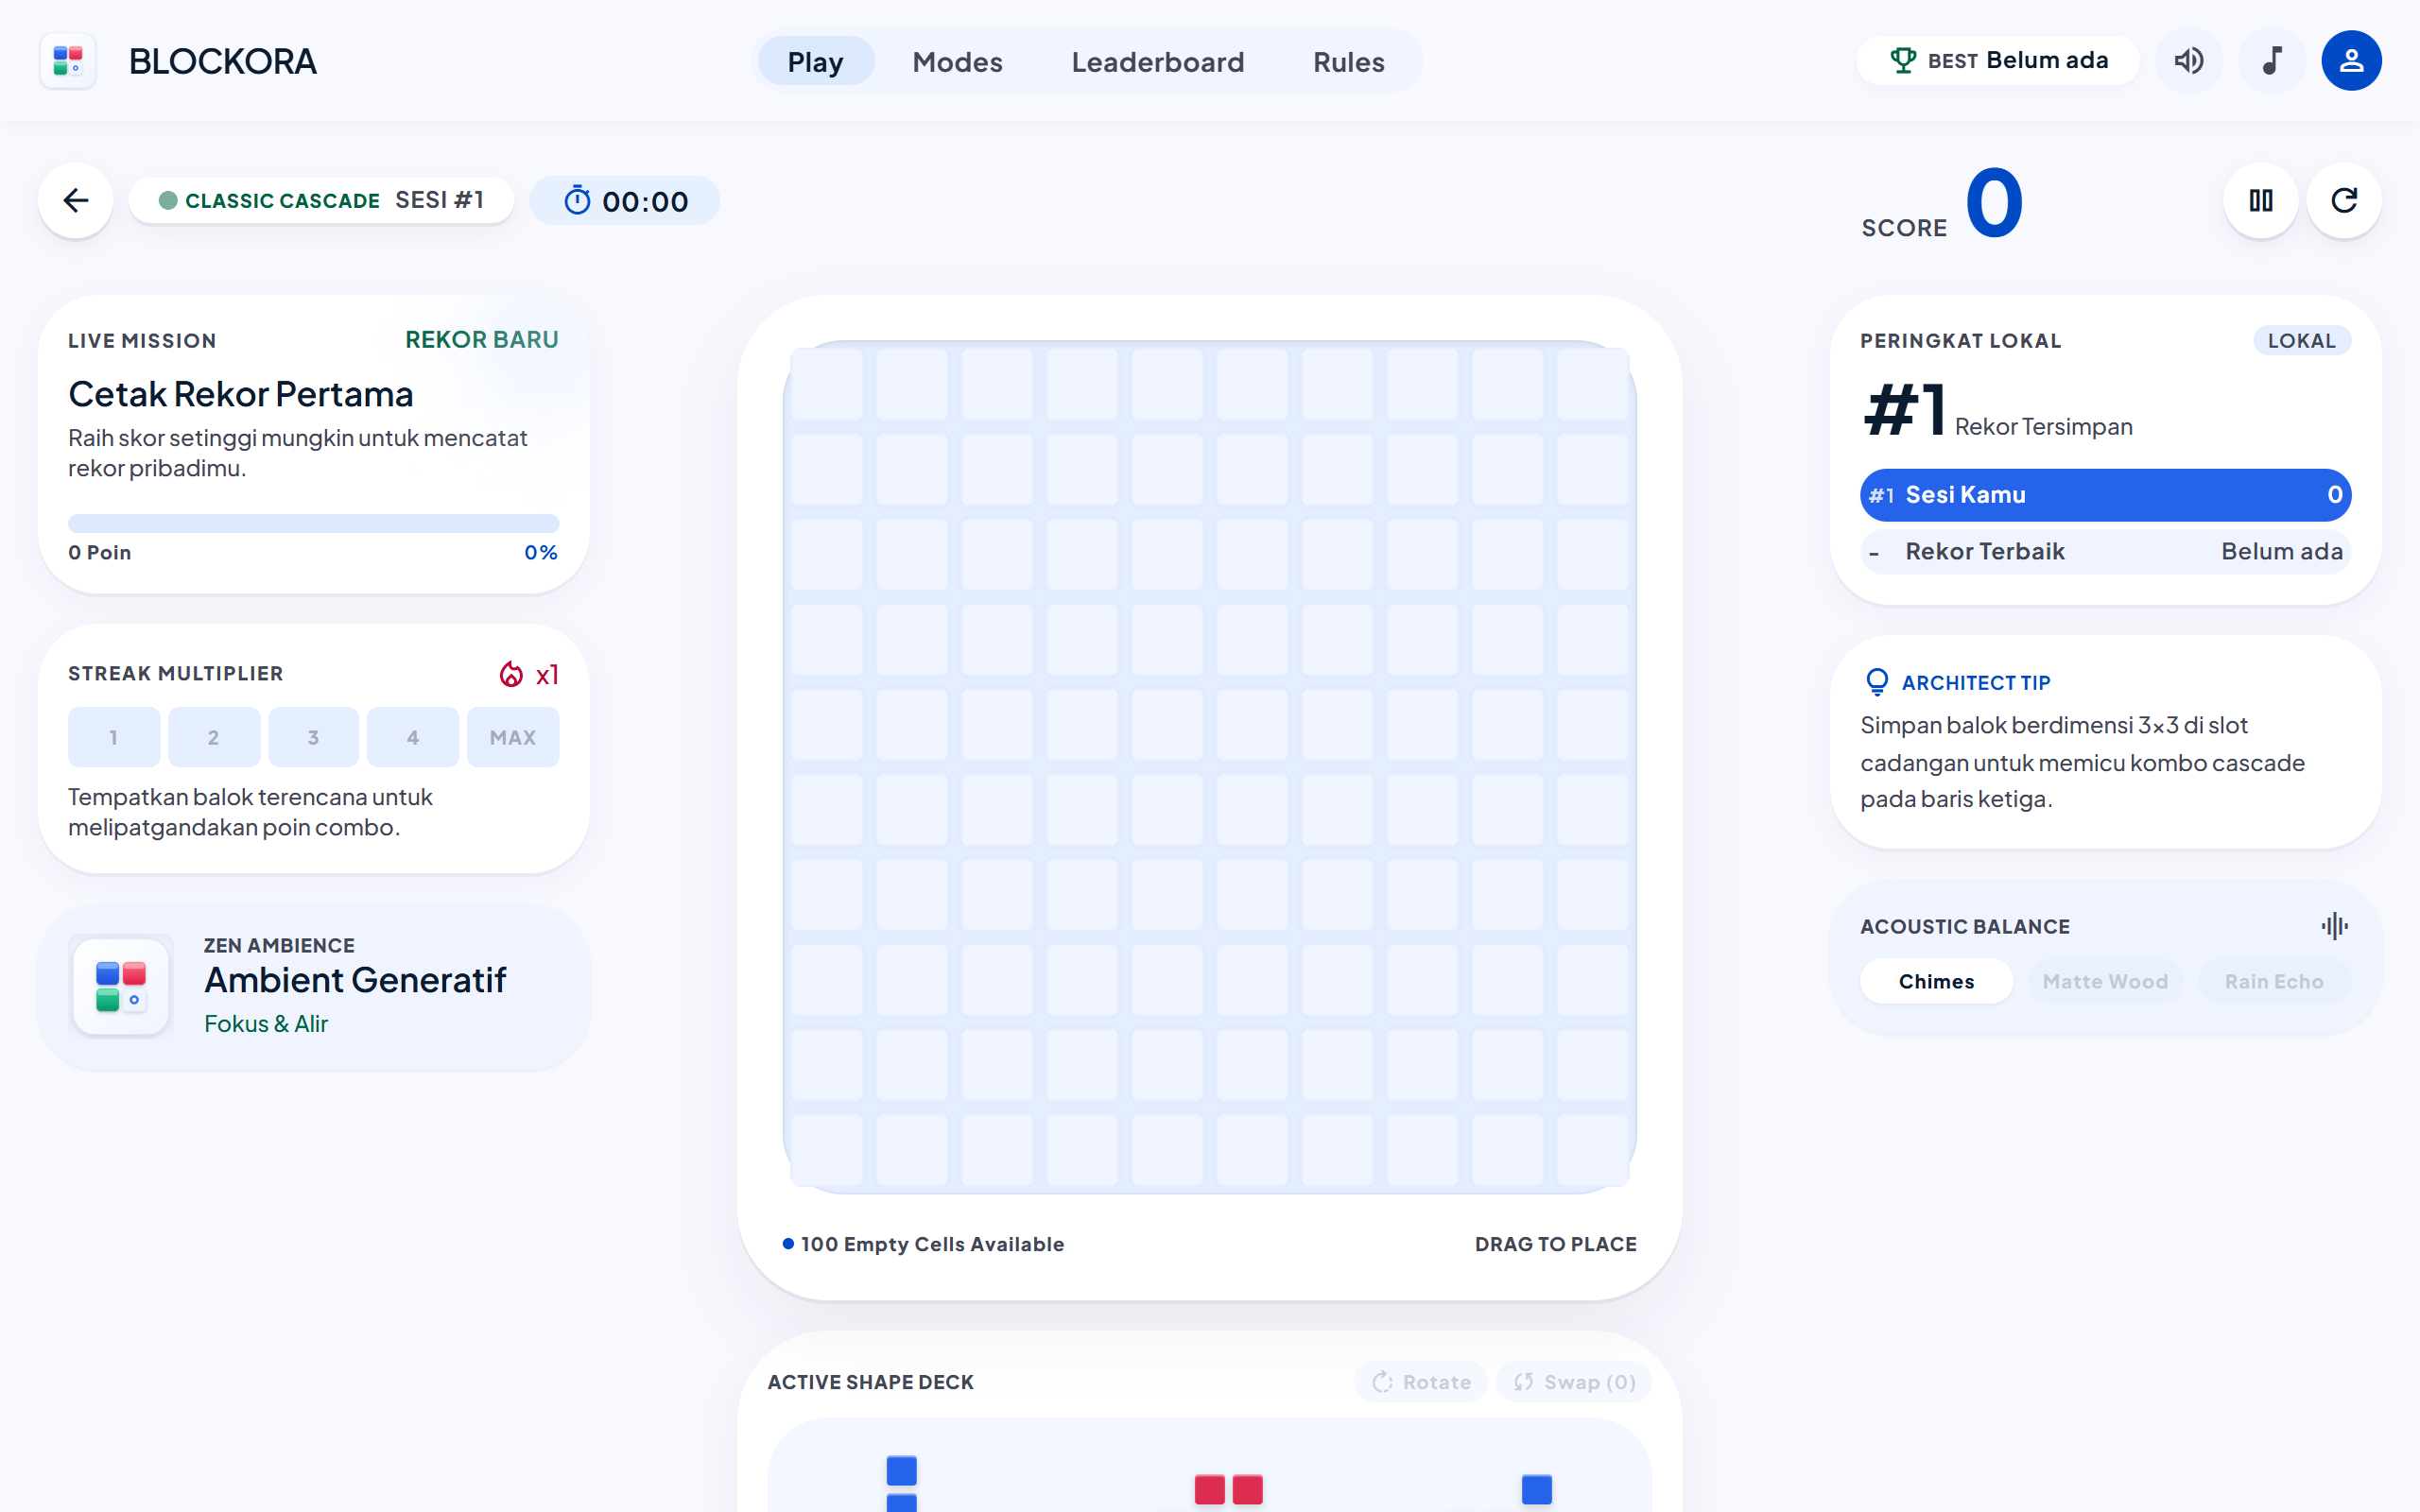 BLOCKORA
Play
Modes
Leaderboard
Rules
BEST Belum ada
CLASSIC CASCADE SESI #1
00:00
SCORE 0
LIVE MISSION
REKOR BARU
Cetak Rekor Pertama
Raih skor setinggi mungkin untuk mencatat
rekor pribadimu.
0 Poin
0%
STREAK MULTIPLIER
x1
1
2
3
4
MAX
Tempatkan balok terencana untuk
melipatgandakan poin combo.
ZEN AMBIENCE
Ambient Generatif
Fokus & Alir
100 Empty Cells Available
DRAG TO PLACE
ACTIVE SHAPE DECK
Rotate
Swap (0)
PERINGKAT LOKAL
LOKAL
#1 Rekor Tersimpan
#1 Sesi Kamu 0
- Rekor Terbaik Belum ada
ARCHITECT TIP
Simpan balok berdimensi 3×3 di slot
cadangan untuk memicu kombo cascade
pada baris ketiga.
ACOUSTIC BALANCE
Chimes
Matte Wood
Rain Echo